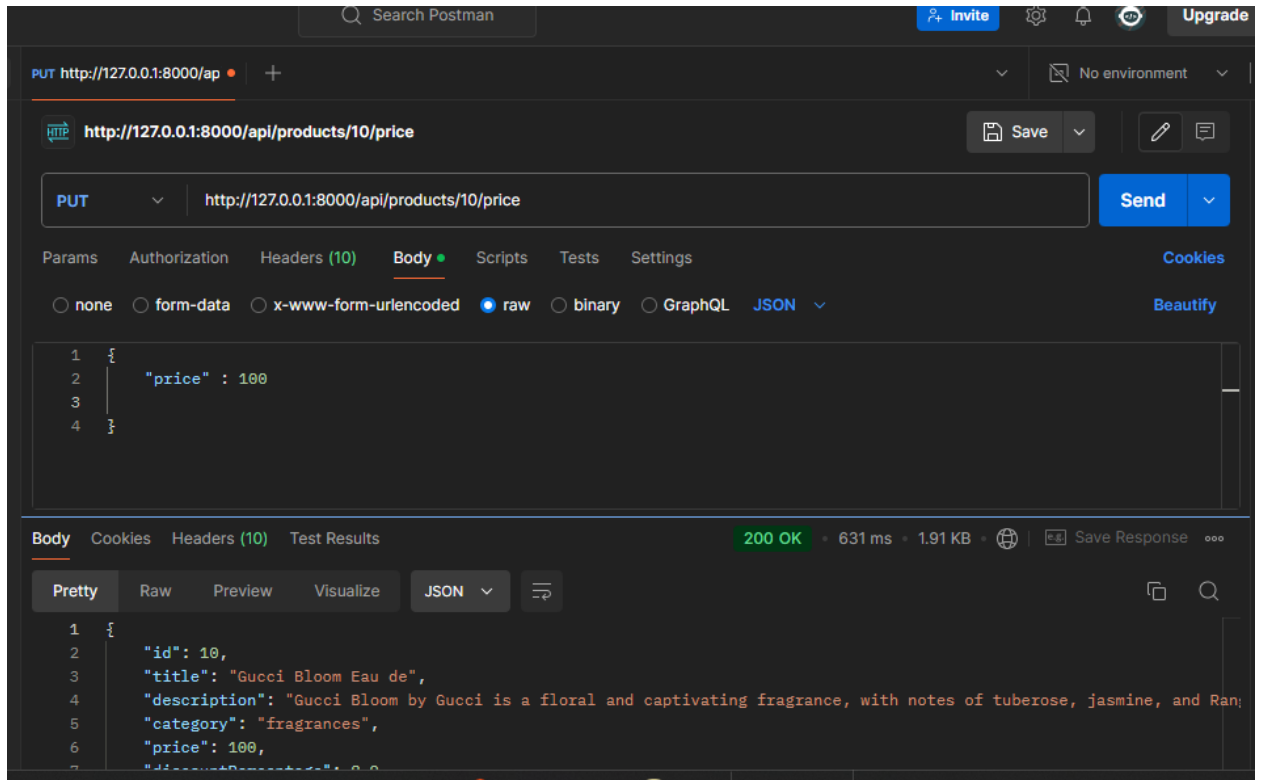 Search Postman
Invite
Upgrade
PUT http://127.0.0.1:8000/ap
No environment
HTTP http://127.0.0.1:8000/api/products/10/price
Save
PUT http://127.0.0.1:8000/api/products/10/price
Send
Params Authorization Headers (10) Body Scripts Tests Settings Cookies
none form-data x-www-form-urlencoded raw binary GraphQL JSON Beautify
1 {
2 "price" : 100
3
4 }
Body Cookies Headers (10) Test Results 200 OK 631 ms 1.91 KB e.g. Save Response
Pretty Raw Preview Visualize JSON
1 {
2 "id": 10,
3 "title": "Gucci Bloom Eau de",
4 "description": "Gucci Bloom by Gucci is a floral and captivating fragrance, with notes of tuberose, jasmine, and Ran
5 "category": "fragrances",
6 "price": 100,